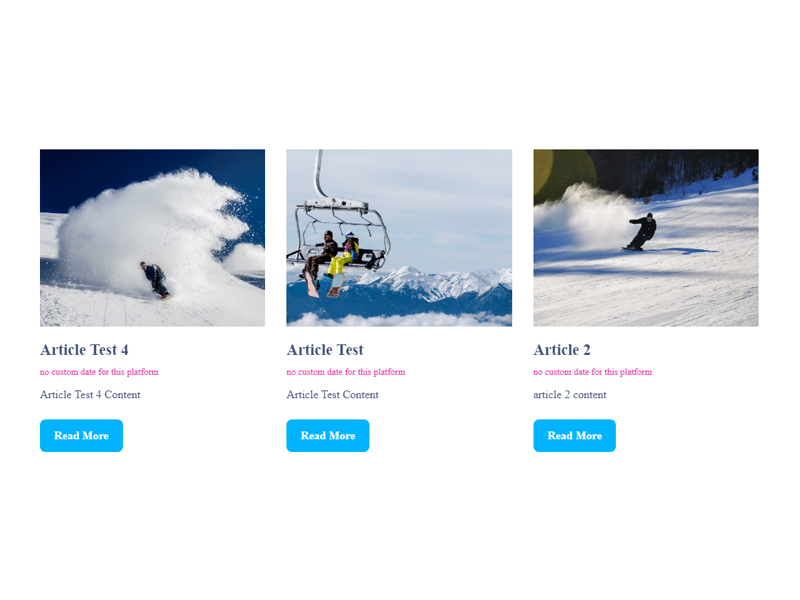 Article Test 4
no custom date for this platform
Article Test 4 Content
Read More
Article Test
no custom date for this platform
Article Test Content
Read More
Article 2
no custom date for this platform
article 2 content
Read More